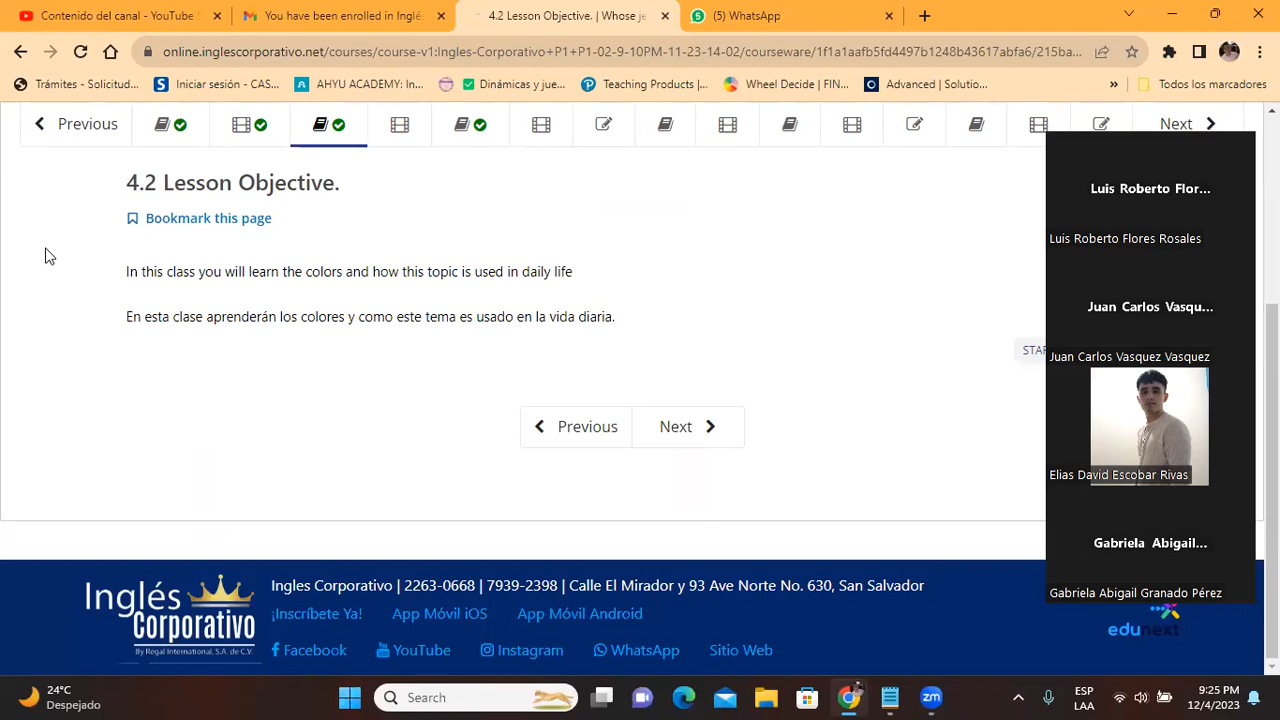 Contenido del canal - YouTube S
You have been enrolled in Inglé
4.2 Lesson Objective. | Whose je
(5) WhatsApp
online.inglescorporativo.net/courses/course-v1:Ingles-Corporativo+P1+P1-02-9-10PM-11-23-14-02/courseware/1f1a1aafb5fd4497b1248b43617abfa6/215ba...
Trámites - Solicitud...
Iniciar sesión - CAS...
AHYU ACADEMY: In...
Dinámicas y jue...
Teaching Products |...
Wheel Decide | FIN...
Advanced | Solutio...
»
Todos los marcadores
Previous
Next
4.2 Lesson Objective.
Bookmark this page
In this class you will learn the colors and how this topic is used in daily life
En esta clase aprenderán los colores y como este tema es usado en la vida diaria.
Previous
Next
Luis Roberto Flor...
Luis Roberto Flores Rosales
Juan Carlos Vasqu...
Juan Carlos Vasquez Vasquez
Elias David Escobar Rivas
Gabriela Abigail...
Gabriela Abigail Granado Pérez
Inglés
Corporativo
By Regal International, S.A. de C.V.
Ingles Corporativo | 2263-0668 | 7939-2398 | Calle El Mirador y 93 Ave Norte No. 630, San Salvador
¡Inscríbete Ya!
App Móvil iOS
App Móvil Android
Facebook
YouTube
Instagram
WhatsApp
Sitio Web
edunext
24°C
Despejado
Search
ESP
LAA
9:25 PM
12/4/2023